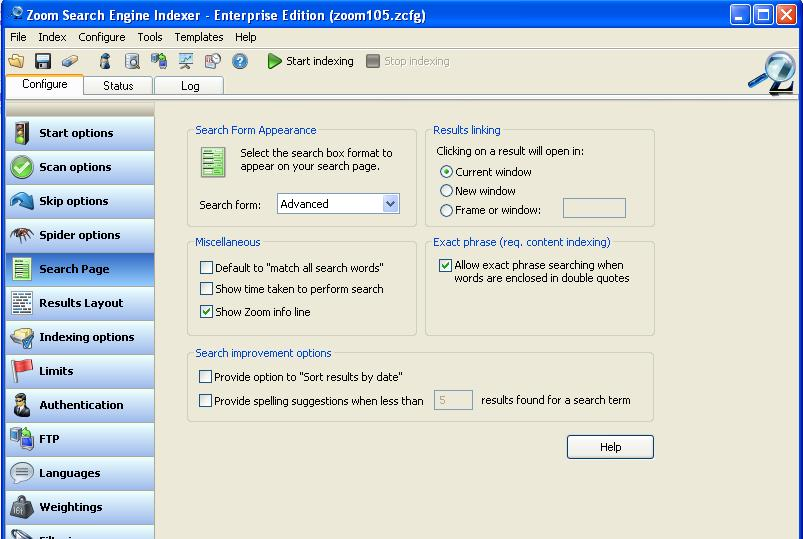 Zoom Search Engine Indexer - Enterprise Edition (zoom105.zcfg)
File Index Configure Tools Templates Help
Start indexing Stop indexing
Configure Status Log
Start options
Scan options
Skip options
Spider options
Search Page
Results Layout
Indexing options
Limits
Authentication
FTP
Languages
Weightings
Search Form Appearance
Select the search box format to
appear on your search page.
Search form: Advanced
Results linking
Clicking on a result will open in:
Current window
New window
Frame or window:
Miscellaneous
Default to "match all search words"
Show time taken to perform search
Show Zoom info line
Exact phrase (req. content indexing)
Allow exact phrase searching when
words are enclosed in double quotes
Search improvement options
Provide option to "Sort results by date"
Provide spelling suggestions when less than 5 results found for a search term
Help